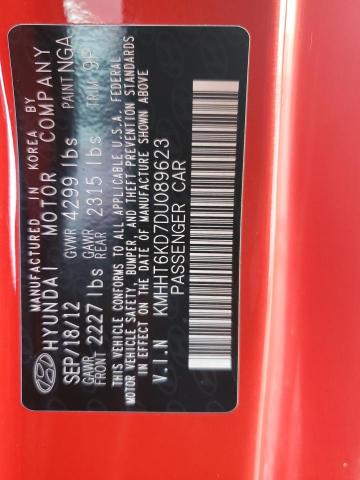 MANUFACTURED IN KOREA BY
HYUNDAI MOTOR COMPANY
SEP/18/12 GVWR 4299 lbs PAINT NGA
GAWR FRONT 2227 lbs GAWR REAR 2315 lbs TRIM 9P
THIS VEHICLE CONFORMS TO ALL APPLICABLE U.S.A. FEDERAL
MOTOR VEHICLE SAFETY, BUMPER, AND THEFT PREVENTION STANDARDS
IN EFFECT ON THE DATE OF MANUFACTURE SHOWN ABOVE
V.I.N KMHHT6KD7DU089623
PASSENGER CAR